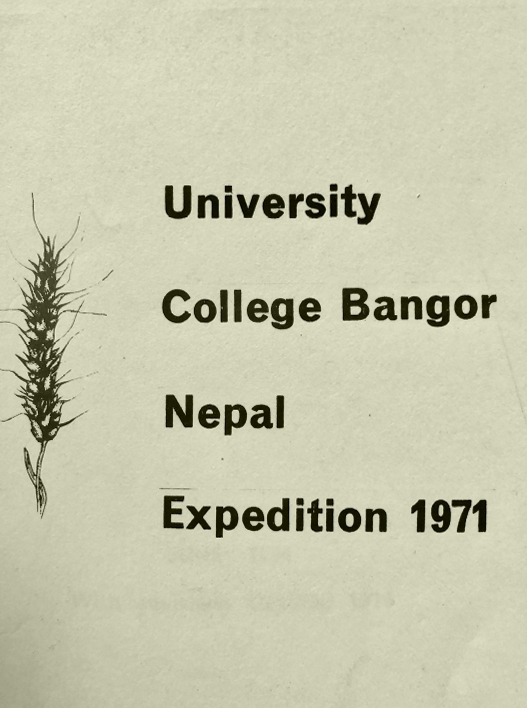 University
College Bangor
Nepal
Expedition 1971